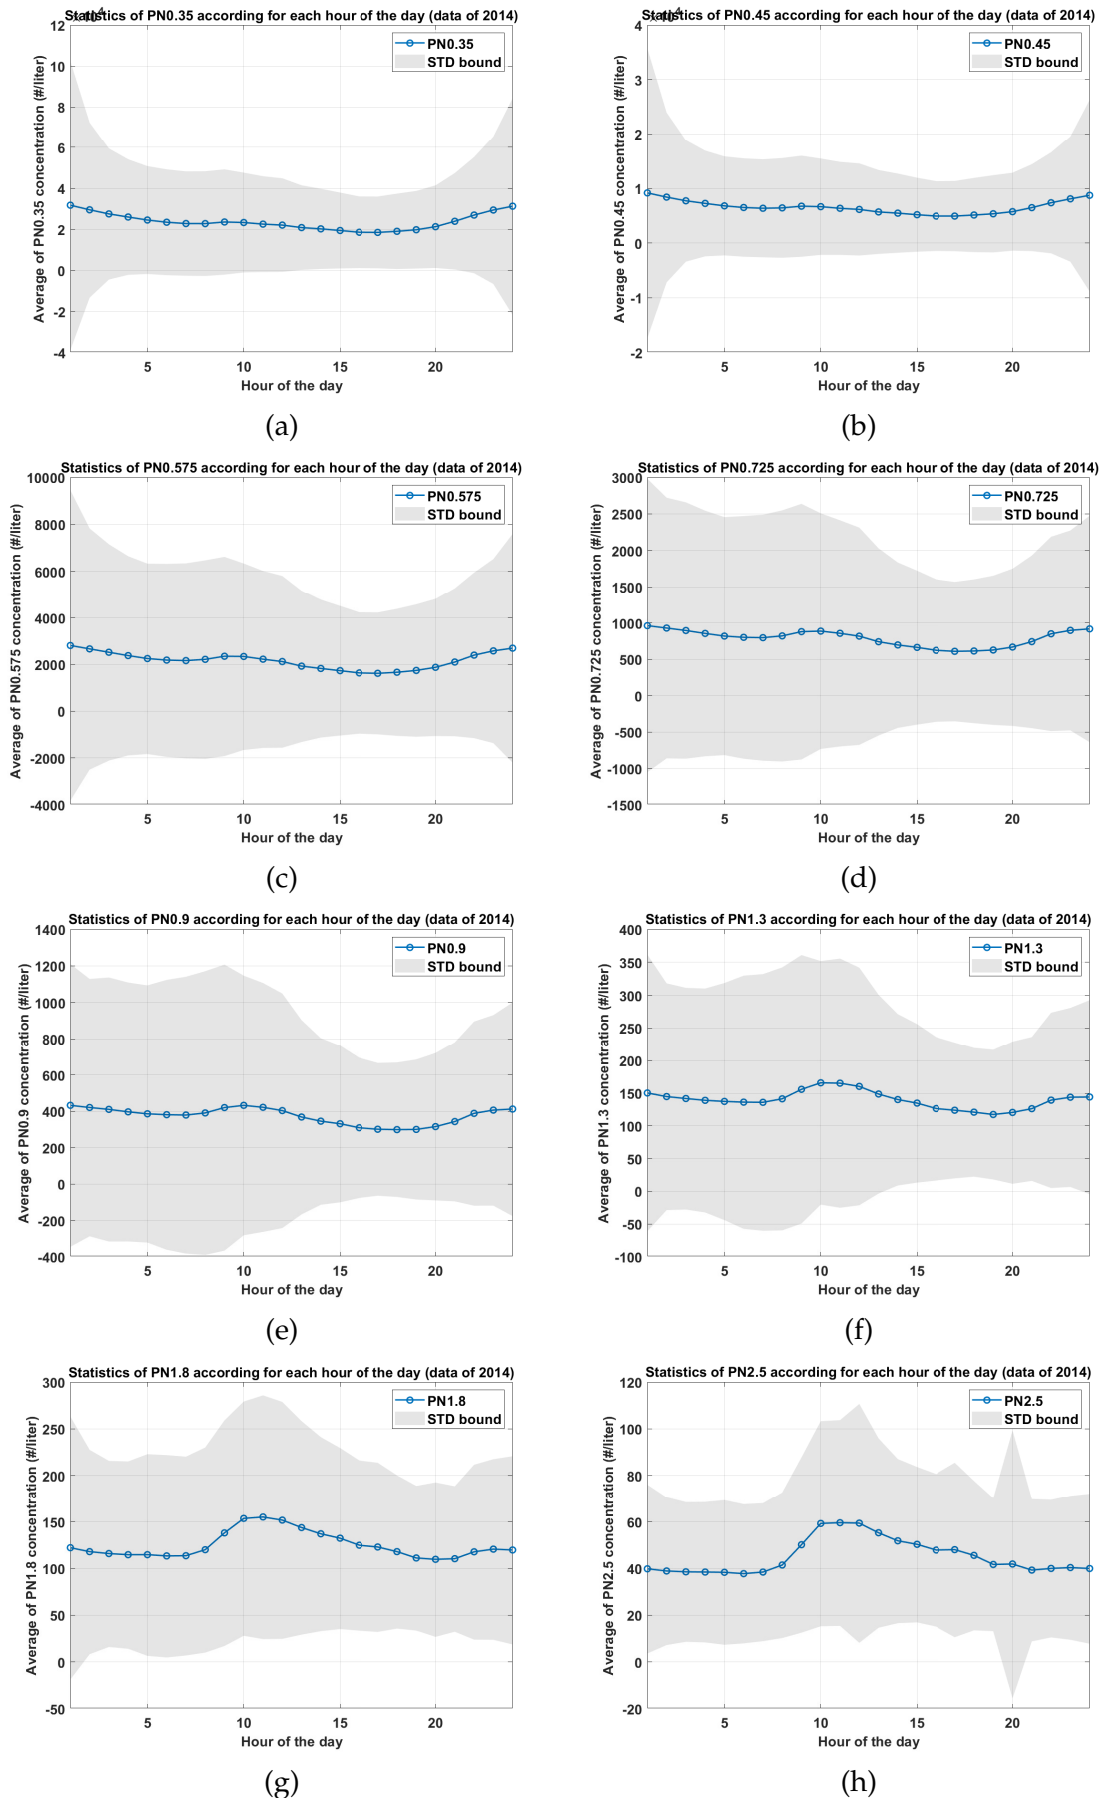 Statistics of PN0.35 according for each hour of the day (data of 2014)
12
10
8
6
4
2
0
-2
-4
Average of PN0.35 concentration (#/liter)
PN0.35
STD bound
5 10 15 20
Hour of the day
(a)
Statistics of PN0.45 according for each hour of the day (data of 2014)
4
3
2
1
0
-1
-2
Average of PN0.45 concentration (#/liter)
PN0.45
STD bound
5 10 15 20
Hour of the day
(b)
Statistics of PN0.575 according for each hour of the day (data of 2014)
10000
8000
6000
4000
2000
0
-2000
-4000
Average of PN0.575 concentration (#/liter)
PN0.575
STD bound
5 10 15 20
Hour of the day
(c)
Statistics of PN0.725 according for each hour of the day (data of 2014)
3000
2500
2000
1500
1000
500
0
-500
-1000
-1500
Average of PN0.725 concentration (#/liter)
PN0.725
STD bound
5 10 15 20
Hour of the day
(d)
Statistics of PN0.9 according for each hour of the day (data of 2014)
1400
1200
1000
800
600
400
200
0
-200
-400
Average of PN0.9 concentration (#/liter)
PN0.9
STD bound
5 10 15 20
Hour of the day
(e)
Statistics of PN1.3 according for each hour of the day (data of 2014)
400
350
300
250
200
150
100
50
0
-50
-100
Average of PN1.3 concentration (#/liter)
PN1.3
STD bound
5 10 15 20
Hour of the day
(f)
Statistics of PN1.8 according for each hour of the day (data of 2014)
300
250
200
150
100
50
0
-50
Average of PN1.8 concentration (#/liter)
PN1.8
STD bound
5 10 15 20
Hour of the day
(g)
Statistics of PN2.5 according for each hour of the day (data of 2014)
120
100
80
60
40
20
0
-20
Average of PN2.5 concentration (#/liter)
PN2.5
STD bound
5 10 15 20
Hour of the day
(h)